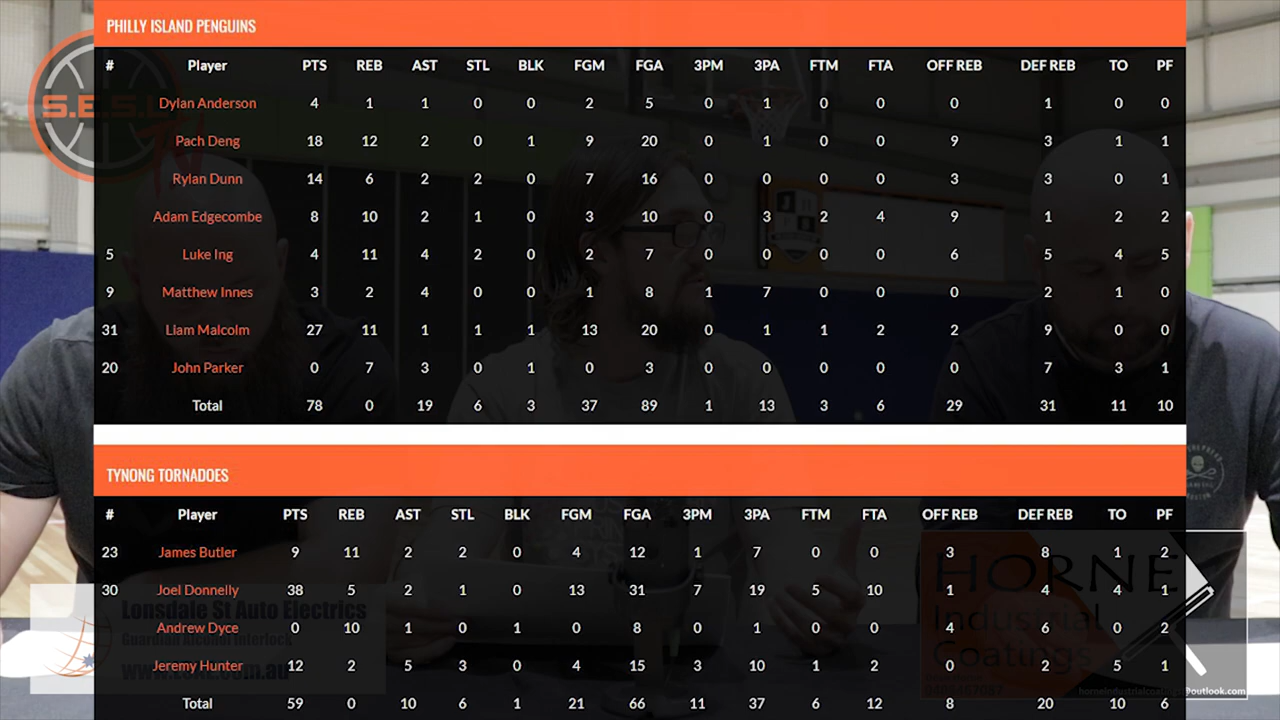 PHILLY ISLAND PENGUINS
# Player PTS REB AST STL BLK FGM FGA 3PM 3PA FTM FTA OFF REB DEF REB TO PF
Dylan Anderson 4 1 1 0 0 2 5 0 1 0 0 0 1 0 0
S.E.S.L
Pach Deng 18 12 2 0 1 9 20 0 1 0 0 9 3 1 1
Rylan Dunn 14 6 2 2 0 7 16 0 0 0 0 3 3 0 1
Adam Edgecombe 8 10 2 1 0 3 10 0 3 2 4 9 1 2 2
5 Luke Ing 4 11 4 2 0 2 7 0 0 0 0 6 5 4 5
9 Matthew Innes 3 2 4 0 0 1 8 1 7 0 0 0 2 1 0
31 Liam Malcolm 27 11 1 1 1 13 20 0 1 1 2 2 9 0 0
20 John Parker 0 7 3 0 1 0 3 0 0 0 0 0 7 3 1
Total 78 0 19 6 3 37 89 1 13 3 6 29 31 11 10
TYNONG TORNADOES
# Player PTS REB AST STL BLK FGM FGA 3PM 3PA FTM FTA OFF REB DEF REB TO PF
23 James Butler 9 11 2 2 0 4 12 1 7 0 0 3 8 1 2
30 Joel Donnelly 38 5 2 1 0 13 31 7 19 5 10 1 4 4 1
Andrew Dyce 0 10 1 0 1 0 8 0 1 0 0 4 6 0 2
Jeremy Hunter 12 2 5 3 0 4 15 3 10 1 2 0 2 5 1
Total 59 0 10 6 1 21 66 11 37 6 12 8 20 10 6
Lonsdale St Auto Electrics
Guardian Alcohol Interlock
HORNE
Industrial
Coatings
horneindustrialcoatings@outlook.com